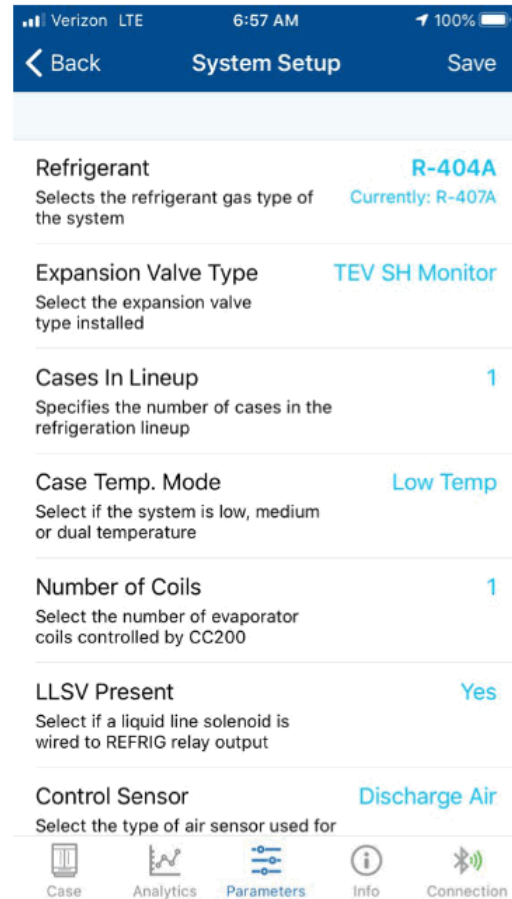 Verizon LTE 6:57 AM 100%
Back System Setup Save
Refrigerant R-404A
Selects the refrigerant gas type of Currently: R-407A
the system
Expansion Valve Type TEV SH Monitor
Select the expansion valve
type installed
Cases In Lineup 1
Specifies the number of cases in the
refrigeration lineup
Case Temp. Mode Low Temp
Select if the system is low, medium
or dual temperature
Number of Coils 1
Select the number of evaporator
coils controlled by CC200
LLSV Present Yes
Select if a liquid line solenoid is
wired to REFRIG relay output
Control Sensor Discharge Air
Select the type of air sensor used for
Case Analytics Parameters Info Connection